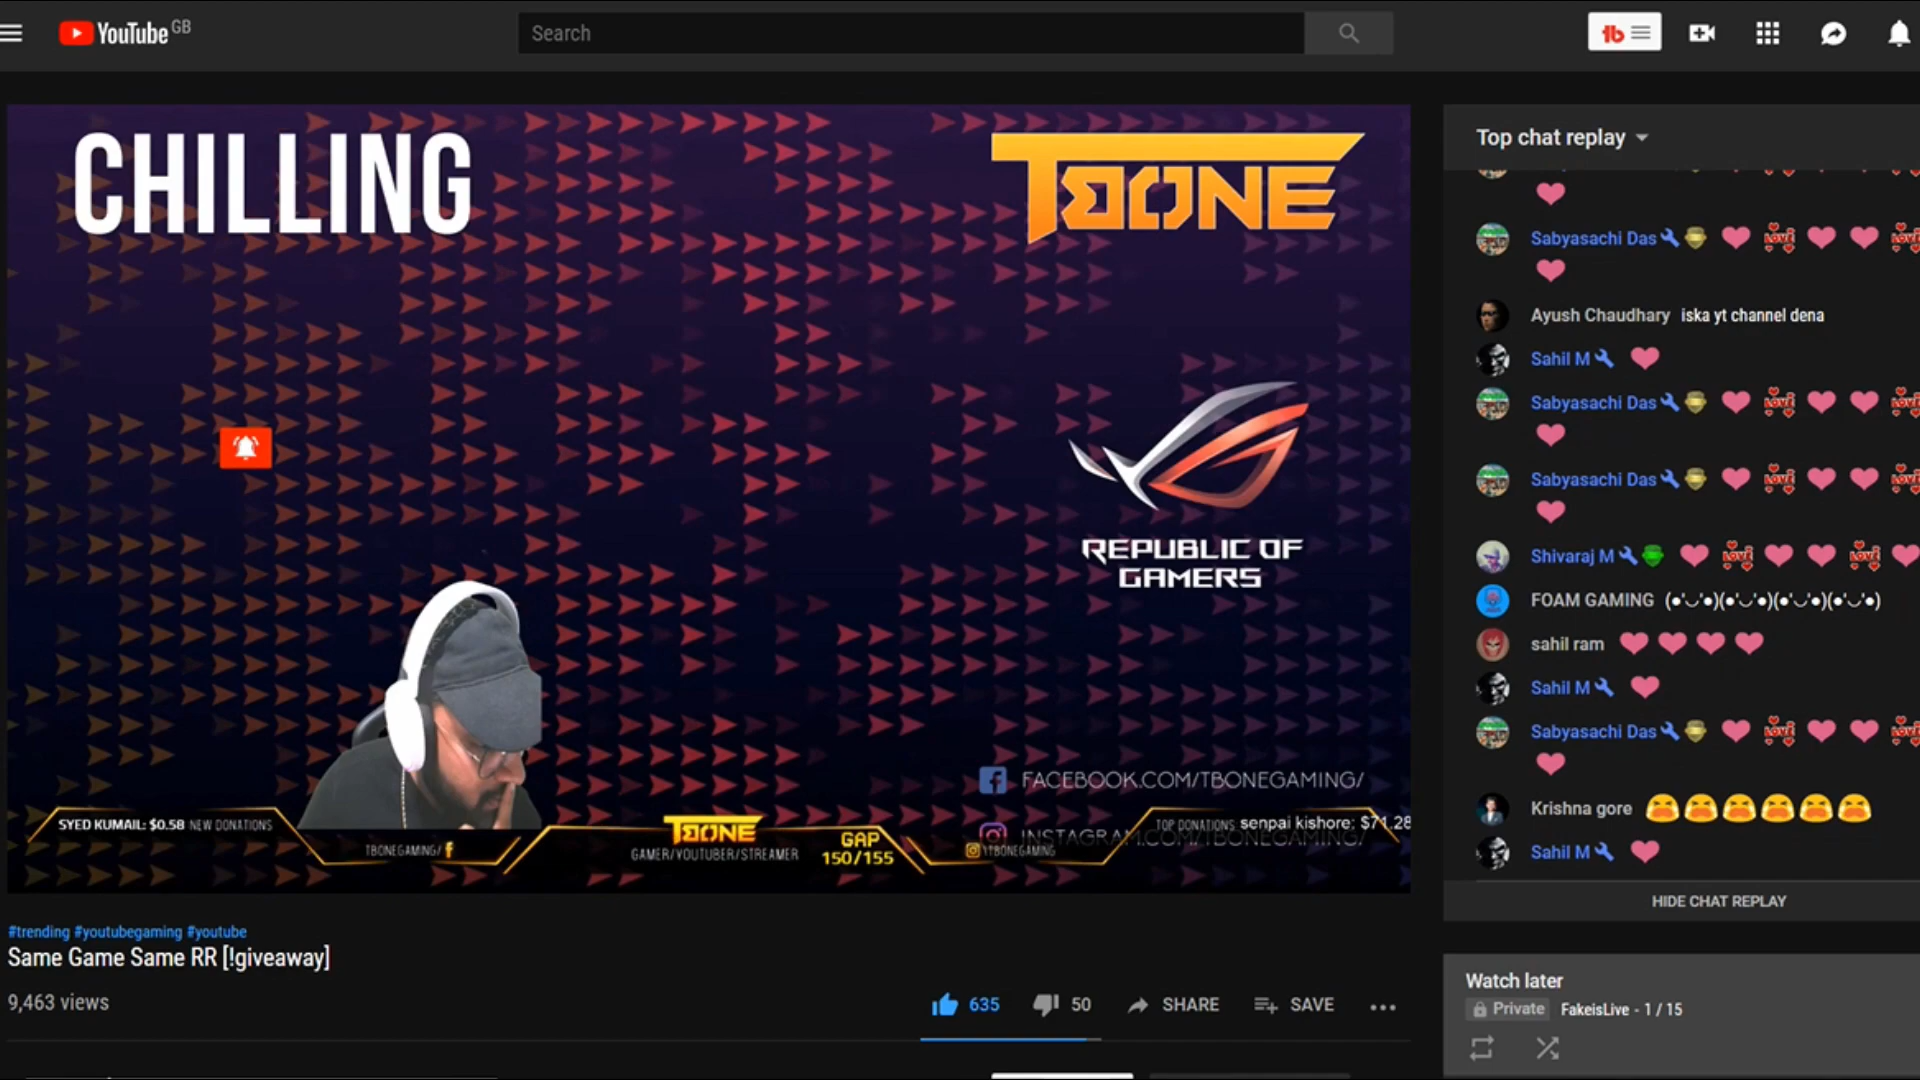 YouTube GB
Search
CHILLING
TBONE
REPUBLIC OF
GAMERS
FACEBOOK.COM/TBONEGAMING/
INSTAGRAM.COM/TBONEGAMING/
SYED KUMAIL: $0.58 NEW DONATIONS
TBONEGAMING/
TBONE
GAMER/YOUTUBER/STREAMER
GAP
150/155
YTBONEGAMING
TOP DONATIONS senpai kishore: $71.28
#trending #youtubegaming #youtube
Same Game Same RR [!giveaway]
9,463 views
635
50
SHARE
SAVE
Top chat replay
Sabyasachi Das
Ayush Chaudhary iska yt channel dena
Sahil M
Sabyasachi Das
Sabyasachi Das
Shivaraj M
FOAM GAMING (●'◡'●)(●'◡'●)(●'◡'●)(●'◡'●)
sahil ram
Sahil M
Sabyasachi Das
Krishna gore
Sahil M
HIDE CHAT REPLAY
Watch later
Private FakeisLive - 1 / 15